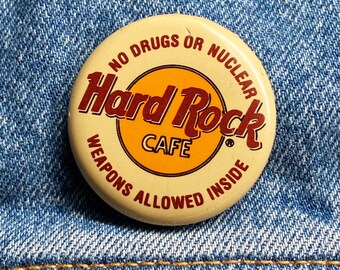 NO DRUGS OR NUCLEAR
Hard Rock
CAFE ®
WEAPONS ALLOWED INSIDE